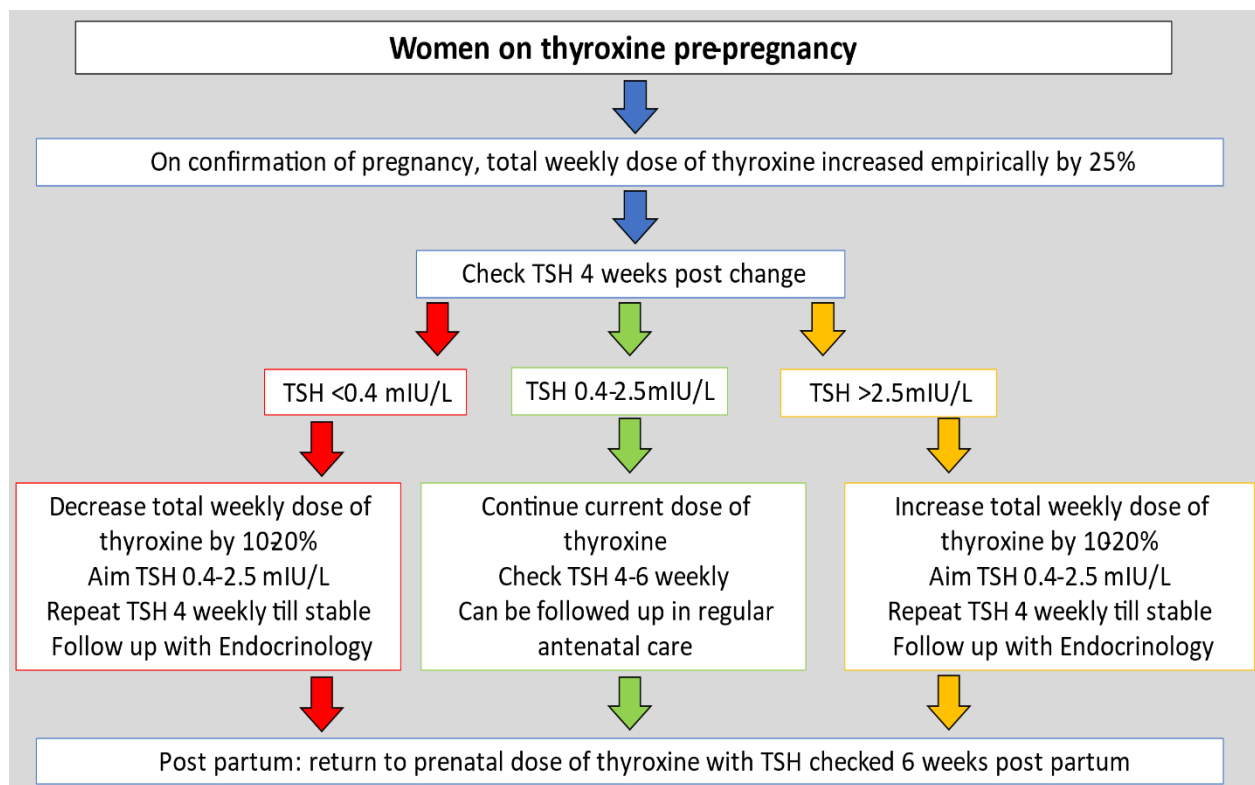 Women on thyroxine pre-pregnancy
On confirmation of pregnancy, total weekly dose of thyroxine increased empirically by 25%
Check TSH 4 weeks post change
TSH <0.4 mIU/L
TSH 0.4-2.5mIU/L
TSH >2.5mIU/L
Decrease total weekly dose of
thyroxine by 10-20%
Aim TSH 0.4-2.5 mIU/L
Repeat TSH 4 weekly till stable
Follow up with Endocrinology
Continue current dose of
thyroxine
Check TSH 4-6 weekly
Can be followed up in regular
antenatal care
Increase total weekly dose of
thyroxine by 10-20%
Aim TSH 0.4-2.5 mIU/L
Repeat TSH 4 weekly till stable
Follow up with Endocrinology
Post partum: return to prenatal dose of thyroxine with TSH checked 6 weeks post partum